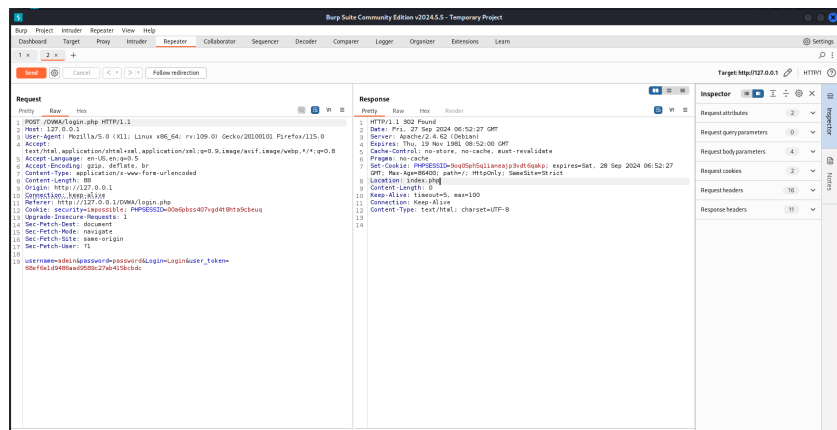 Burp Suite Community Edition v2024.5.5 - Temporary Project
Burp Project Intruder Repeater View Help
Dashboard Target Proxy Intruder Repeater Collaborator Sequencer Decoder Comparer Logger Organizer Extensions Learn Settings
1 × 2 × +
Send Cancel < > Follow redirection Target: http://127.0.0.1 HTTP/1
Request
Pretty Raw Hex
1 POST /DVWA/login.php HTTP/1.1
2 Host: 127.0.0.1
3 User-Agent: Mozilla/5.0 (X11; Linux x86_64; rv:109.0) Gecko/20100101 Firefox/115.0
4 Accept:
text/html,application/xhtml+xml,application/xml;q=0.9,image/avif,image/webp,*/*;q=0.8
5 Accept-Language: en-US,en;q=0.5
6 Accept-Encoding: gzip, deflate, br
7 Content-Type: application/x-www-form-urlencoded
8 Content-Length: 88
9 Origin: http://127.0.0.1
10 Connection: keep-alive
11 Referer: http://127.0.0.1/DVWA/login.php
12 Cookie: security=impossible; PHPSESSID=
13 Upgrade-Insecure-Requests: 1
14 Sec-Fetch-Dest: document
15 Sec-Fetch-Mode: navigate
16 Sec-Fetch-Site: same-origin
17 Sec-Fetch-User: ?1
18
19 username=admin&password=password&Login=Login&user_token=
Response
Pretty Raw Hex Render
1 HTTP/1.1 302 Found
2 Date: Fri, 27 Sep 2024 06:52:27 GMT
3 Server: Apache/2.4.62 (Debian)
4 Expires: Thu, 19 Nov 1981 08:52:00 GMT
5 Cache-Control: no-store, no-cache, must-revalidate
6 Pragma: no-cache
7 Set-Cookie: PHPSESSID= expires=Sat, 28 Sep 2024 06:52:27
GMT; Max-Age=86400; path=/; HttpOnly; SameSite=Strict
8 Location: index.php
9 Content-Length: 0
10 Keep-Alive: timeout=5, max=100
11 Connection: Keep-Alive
12 Content-Type: text/html; charset=UTF-8
13
14
Inspector
Request attributes 2
Request query parameters 0
Request body parameters 4
Request cookies 2
Request headers 16
Response headers 11
Inspector
Notes